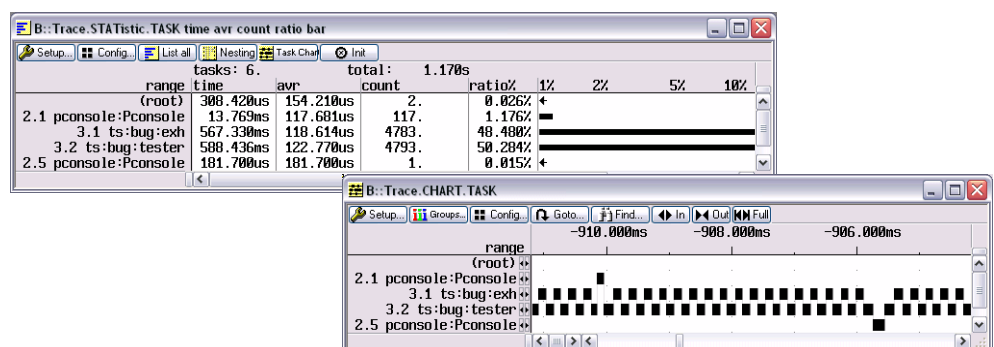 B::Trace.STATistic.TASK time avr count ratio bar
Setup... Config... List all Nesting Task Chart Init
tasks: 6. total: 1.170s
range time avr count ratio% 1% 2% 5% 10%
(root) 308.420us 154.210us 2. 0.026%
2.1 pconsole:Pconsole 13.769ms 117.681us 117. 1.176%
3.1 ts:bug:exh 567.330ms 118.614us 4783. 48.480%
3.2 ts:bug:tester 588.436ms 122.770us 4793. 50.284%
2.5 pconsole:Pconsole 181.700us 181.700us 1. 0.015%
B::Trace.CHART.TASK
Setup... Groups... Config... Goto... Find... In Out Full
-910.000ms -908.000ms -906.000ms
range
(root)
2.1 pconsole:Pconsole
3.1 ts:bug:exh
3.2 ts:bug:tester
2.5 pconsole:Pconsole